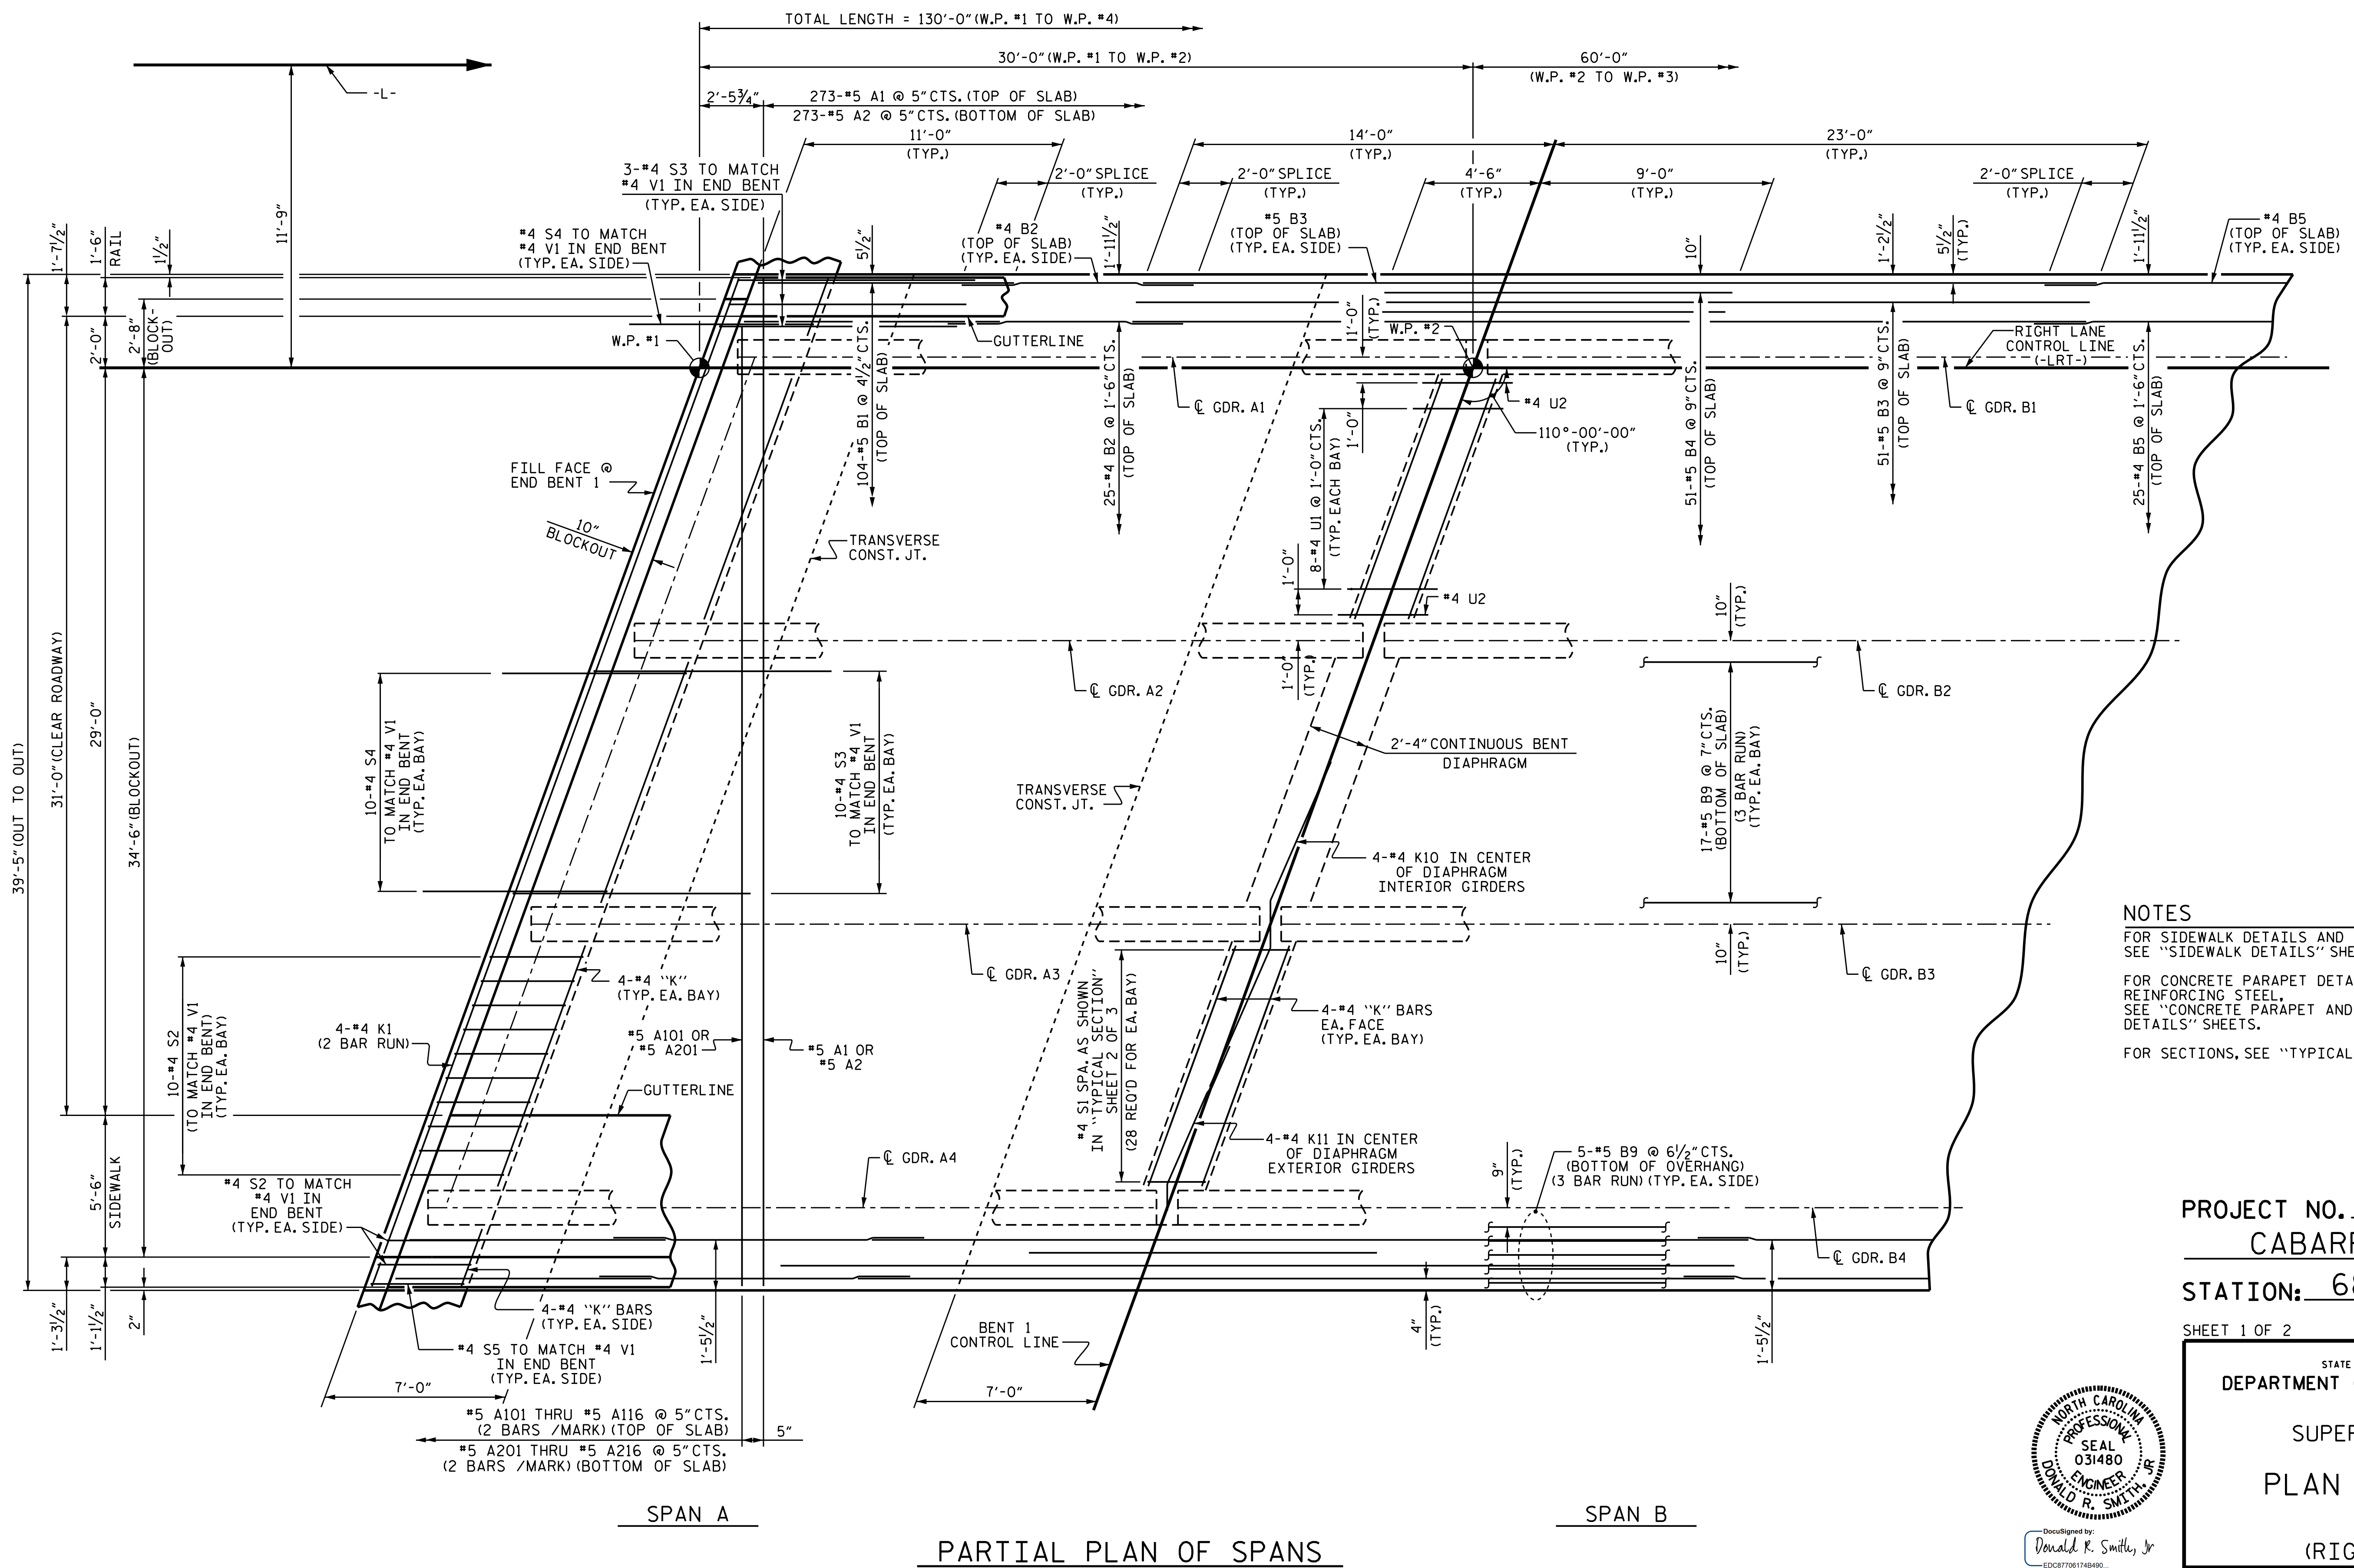 TOTAL LENGTH = 130'-0" (W.P. #1 TO W.P. #4)
30'-0" (W.P. #1 TO W.P. #2)
60'-0"
(W.P. #2 TO W.P. #3)
-L-
2'-5¾"
273-#5 A1 @ 5" CTS. (TOP OF SLAB)
273-#5 A2 @ 5" CTS. (BOTTOM OF SLAB)
11'-0"
(TYP.)
14'-0"
(TYP.)
23'-0"
(TYP.)
3-#4 S3 TO MATCH
#4 V1 IN END BENT
(TYP. EA. SIDE)
2'-0" SPLICE
(TYP.)
2'-0" SPLICE
(TYP.)
4'-6"
(TYP.)
9'-0"
(TYP.)
2'-0" SPLICE
(TYP.)
11'-9"
1'-7½"
1'-6"
RAIL
1½"
#4 S4 TO MATCH
#4 V1 IN END BENT
(TYP. EA. SIDE)
5½"
#4 B2
(TOP OF SLAB)
(TYP. EA. SIDE)
1'-11½"
#5 B3
(TOP OF SLAB)
(TYP. EA. SIDE)
10"
1'-2½"
5½"
(TYP.)
1'-11½"
#4 B5
(TOP OF SLAB)
(TYP. EA. SIDE)
2'-0"
2'-8"
(BLOCK-
OUT)
W.P. #1
GUTTERLINE
1'-0"
(TYP.)
W.P. #2
RIGHT LANE
CONTROL LINE
(-LRT-)
104-#5 B1 @ 4½" CTS.
(TOP OF SLAB)
25-#4 B2 @ 1'-6" CTS.
(TOP OF SLAB)
℄ GDR. A1
1'-0"
8-#4 U1 @ 1'-0" CTS.
(TYP. EACH BAY)
#4 U2
110°-00'-00"
(TYP.)
51-#5 B4 @ 9" CTS.
(TOP OF SLAB)
51-#5 B3 @ 9" CTS.
(TOP OF SLAB)
℄ GDR. B1
25-#4 B5 @ 1'-6" CTS.
(TOP OF SLAB)
FILL FACE @
END BENT 1
10"
BLOCKOUT
TRANSVERSE
CONST. JT.
1'-0"
#4 U2
10"
(TYP.)
1'-0"
(TYP.)
℄ GDR. A2
℄ GDR. B2
39'-5" (OUT TO OUT)
31'-0" (CLEAR ROADWAY)
29'-0"
34'-6" (BLOCKOUT)
10-#4 S4
TO MATCH #4 V1
IN END BENT
(TYP. EA. BAY)
10-#4 S3
TO MATCH #4 V1
IN END BENT
(TYP. EA. BAY)
2'-4" CONTINUOUS BENT
DIAPHRAGM
TRANSVERSE
CONST. JT.
17-#5 B9 @ 7" CTS.
(BOTTOM OF SLAB)
(3 BAR RUN)
(TYP. EA. BAY)
4-#4 K10 IN CENTER
OF DIAPHRAGM
INTERIOR GIRDERS
10"
(TYP.)
℄ GDR. A3
℄ GDR. B3
NOTES
FOR SIDEWALK DETAILS AND
SEE "SIDEWALK DETAILS" SHE
FOR CONCRETE PARAPET DETA
REINFORCING STEEL,
SEE "CONCRETE PARAPET AND
DETAILS" SHEETS.
FOR SECTIONS, SEE "TYPICAL
10-#4 S2
(TO MATCH #4 V1
IN END BENT)
(TYP. EA. BAY)
4-#4 K1
(2 BAR RUN)
4-#4 "K"
(TYP. EA. BAY)
#5 A101 OR
#5 A201
#5 A1 OR
#5 A2
#4 S1 SPA. AS SHOWN
IN "TYPICAL SECTION"
SHEET 2 OF 3
(28 REQ'D FOR EA. BAY)
4-#4 "K" BARS
EA. FACE
(TYP. EA. BAY)
GUTTERLINE
5'-6"
SIDEWALK
#4 S2 TO MATCH
#4 V1 IN
END BENT
(TYP. EA. SIDE)
℄ GDR. A4
4-#4 K11 IN CENTER
OF DIAPHRAGM
EXTERIOR GIRDERS
9"
(TYP.)
5-#5 B9 @ 6½" CTS.
(BOTTOM OF OVERHANG)
(3 BAR RUN) (TYP. EA. SIDE)
℄ GDR. B4
1'-3½"
1'-1½"
2"
4-#4 "K" BARS
(TYP. EA. SIDE)
#4 S5 TO MATCH #4 V1
IN END BENT
(TYP. EA. SIDE)
1'-5½"
BENT 1
CONTROL LINE
4"
(TYP.)
1'-5½"
7'-0"
7'-0"
#5 A101 THRU #5 A116 @ 5" CTS.
(2 BARS /MARK) (TOP OF SLAB)
#5 A201 THRU #5 A216 @ 5" CTS.
(2 BARS /MARK) (BOTTOM OF SLAB)
5"
SPAN A
SPAN B
PARTIAL PLAN OF SPANS
PROJECT NO.
CABARR
STATION: 68
SHEET 1 OF 2
STATE
DEPARTMENT
SUPER
PLAN
(RIG
NORTH CAROLINA
PROFESSIONAL
SEAL
031480
ENGINEER
DONALD R. SMITH, JR
DocuSigned by:
Donald R. Smith, Jr
EDC87706174B490...